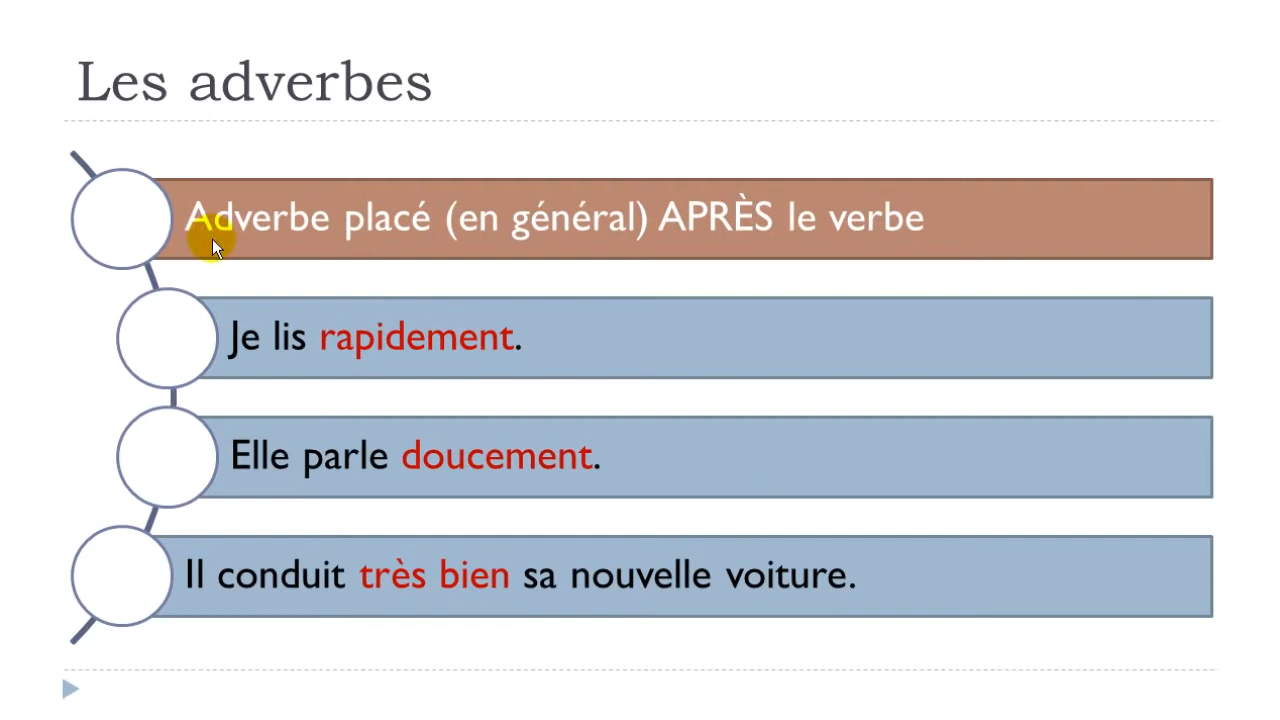 Les adverbes
Adverbe placé (en général) APRÈS le verbe
Je lis rapidement.
Elle parle doucement.
Il conduit très bien sa nouvelle voiture.